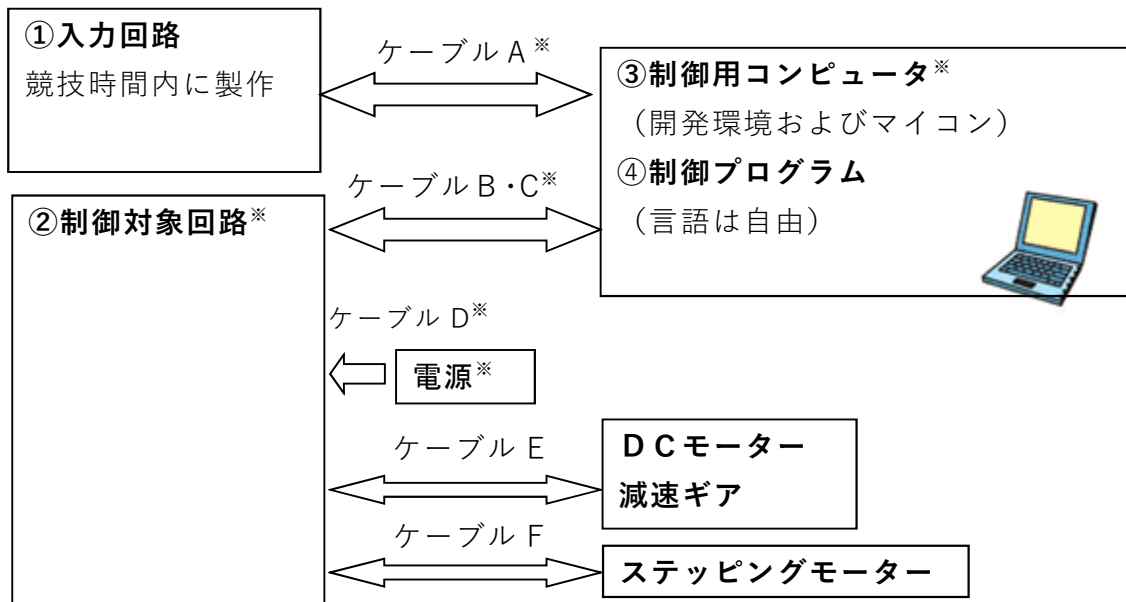 ①入力回路
競技時間内に製作
ケーブルA※
③制御用コンピュータ※
（開発環境およびマイコン）
④制御プログラム
（言語は自由）
ケーブルB・C※
②制御対象回路※
ケーブルD※
電源※
ケーブルE
ＤＣモーター
減速ギア
ケーブルF
ステッピングモーター